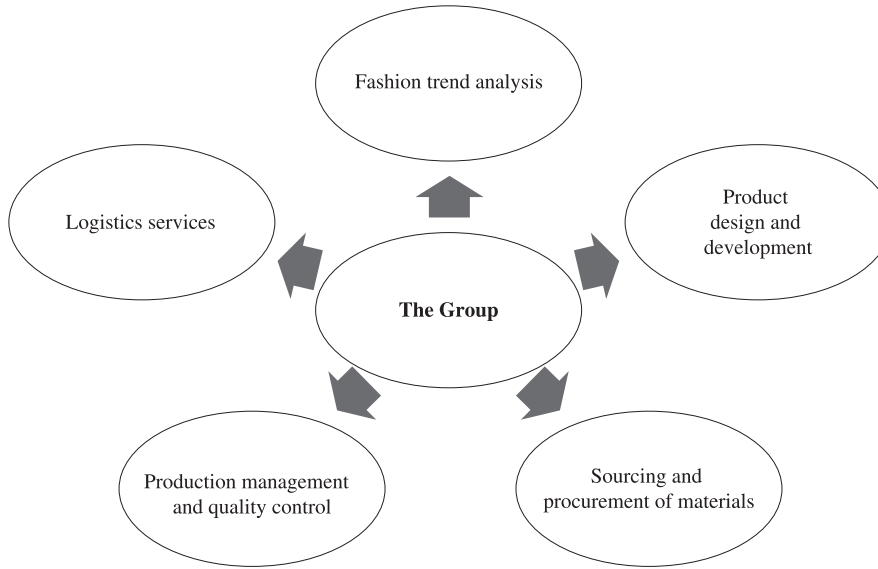 Fashion trend analysis
Logistics services
Product
design and
development
The Group
Production management
and quality control
Sourcing and
procurement of materials